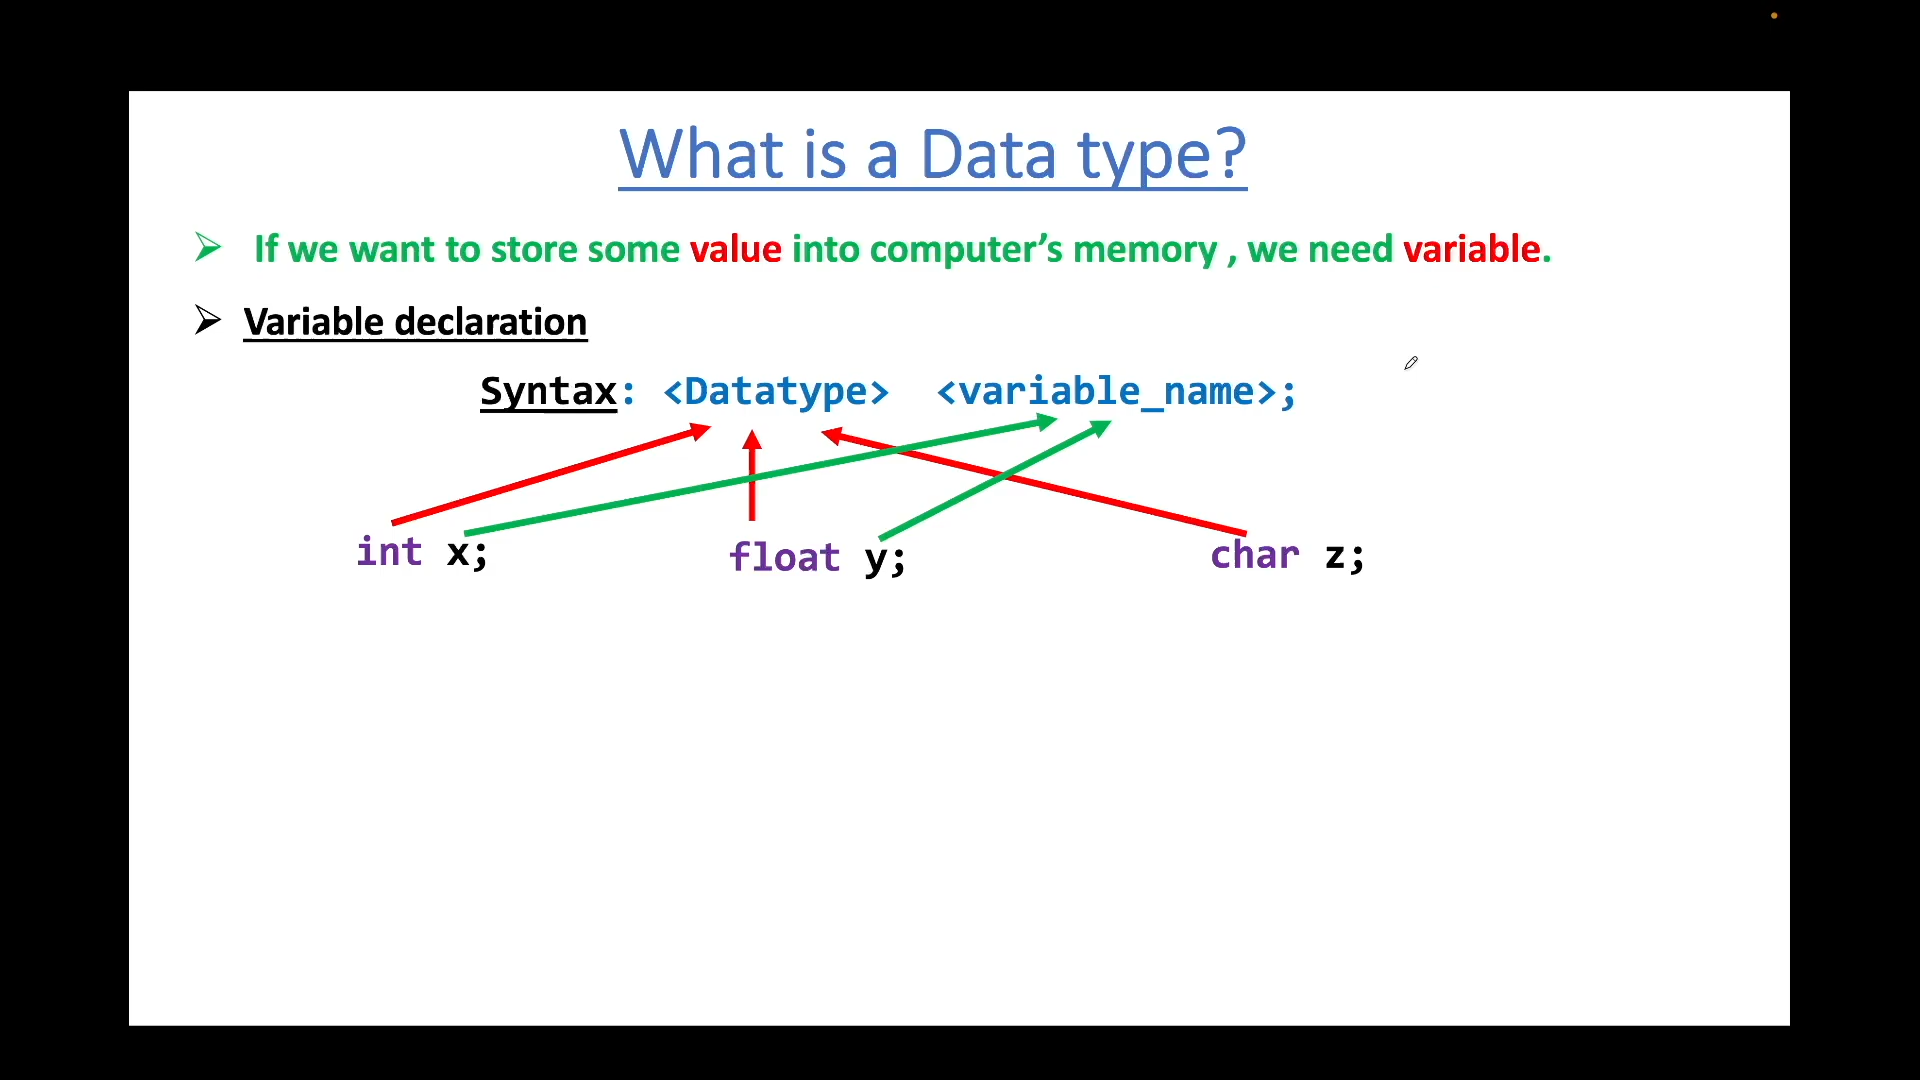 What is a Data type?
If we want to store some value into computer’s memory , we need variable.
Variable declaration
Syntax: <Datatype> <variable_name>;
int x; float y; char z;